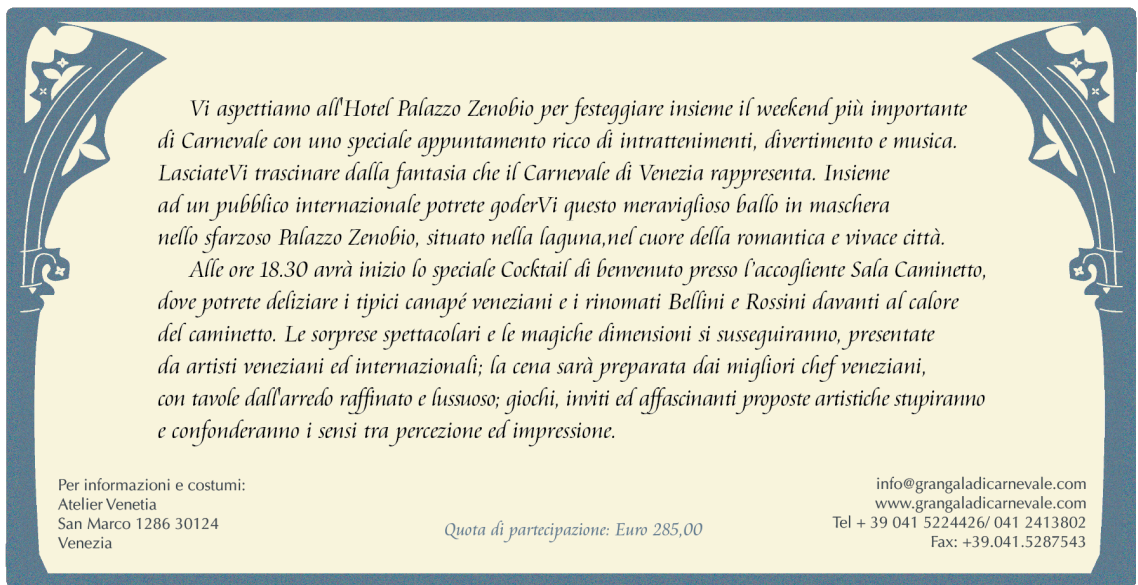 Vi aspettiamo all'Hotel Palazzo Zenobio per festeggiare insieme il weekend più importante
di Carnevale con uno speciale appuntamento ricco di intrattenimenti, divertimento e musica.
LasciateVi trascinare dalla fantasia che il Carnevale di Venezia rappresenta. Insieme
ad un pubblico internazionale potrete goderVi questo meraviglioso ballo in maschera
nello sfarzoso Palazzo Zenobio, situato nella laguna,nel cuore della romantica e vivace città.
Alle ore 18.30 avrà inizio lo speciale Cocktail di benvenuto presso l'accogliente Sala Caminetto,
dove potrete deliziare i tipici canapé veneziani e i rinomati Bellini e Rossini davanti al calore
del caminetto. Le sorprese spettacolari e le magiche dimensioni si susseguiranno, presentate
da artisti veneziani ed internazionali; la cena sarà preparata dai migliori chef veneziani,
con tavole dall'arredo raffinato e lussuoso; giochi, inviti ed affascinanti proposte artistiche stupiranno
e confonderanno i sensi tra percezione ed impressione.
Per informazioni e costumi:
Atelier Venetia
San Marco 1286 30124
Venezia
Quota di partecipazione: Euro 285,00
info@grangaladicarnevale.com
www.grangaladicarnevale.com
Tel + 39 041 5224426/ 041 2413802
Fax: +39.041.5287543